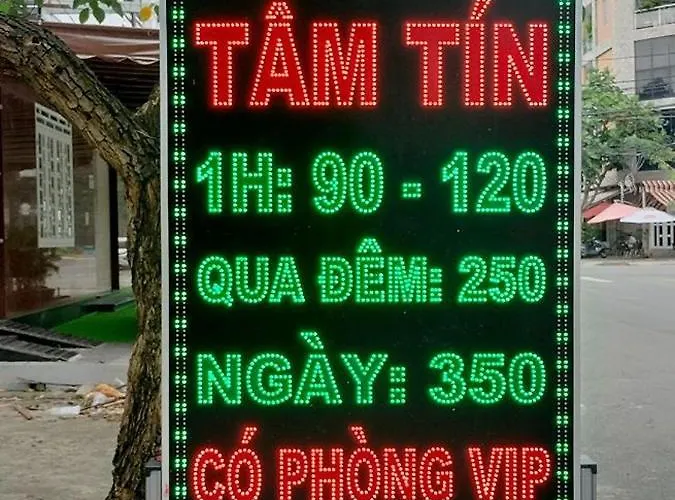 TÂM TÍN
1H: 90 - 120
QUA ĐÊM: 250
NGÀY: 350
CÓ PHÒNG VIP